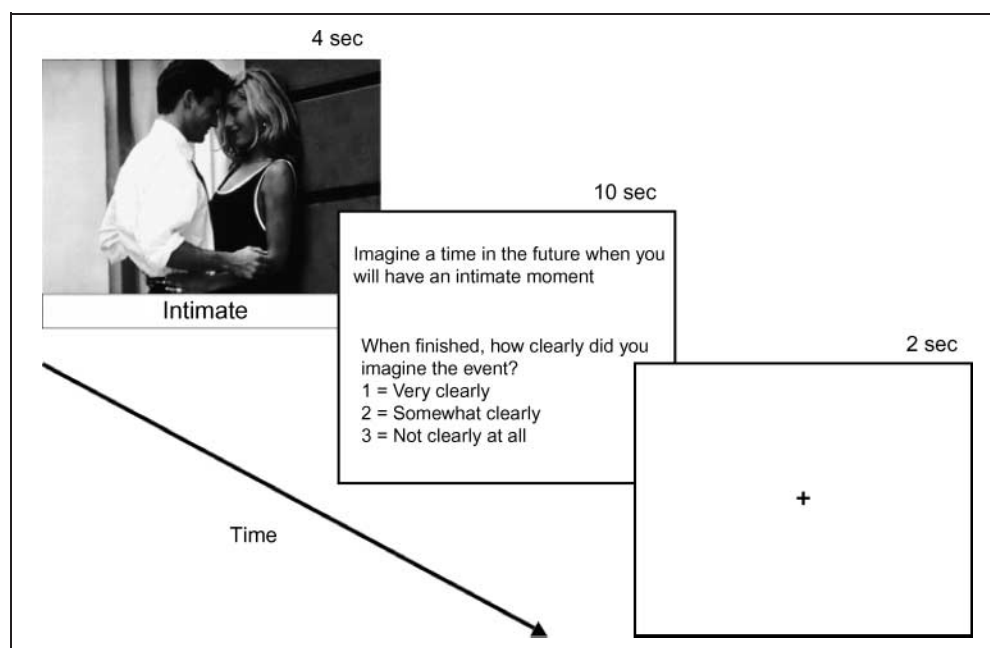 4 sec
Intimate
10 sec
Imagine a time in the future when you
will have an intimate moment
When finished, how clearly did you
imagine the event?
1 = Very clearly
2 = Somewhat clearly
3 = Not clearly at all
2 sec
+
Time